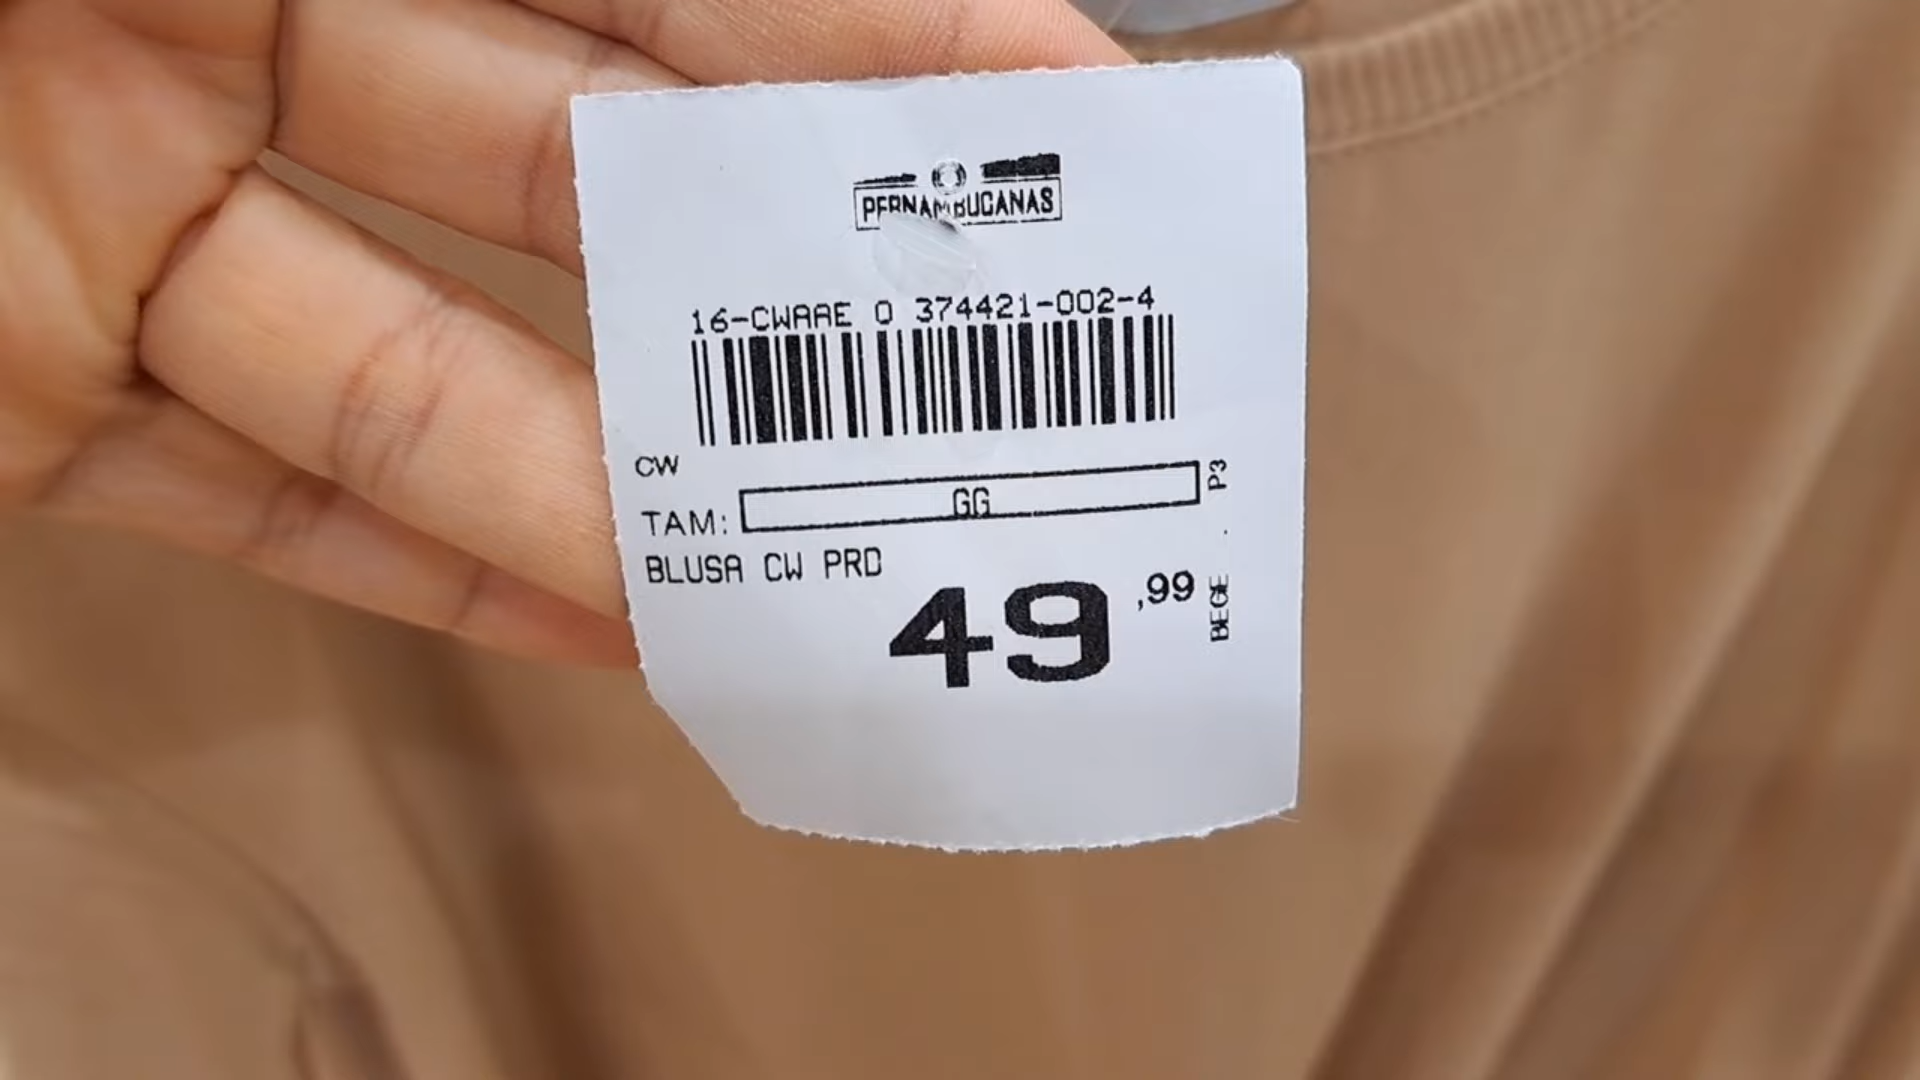 PERNAMBUCANAS
16-CWAAE 0 374421-002-4
CW
P3
TAM: GG
BLUSA CW PRD
49,99
BEGE